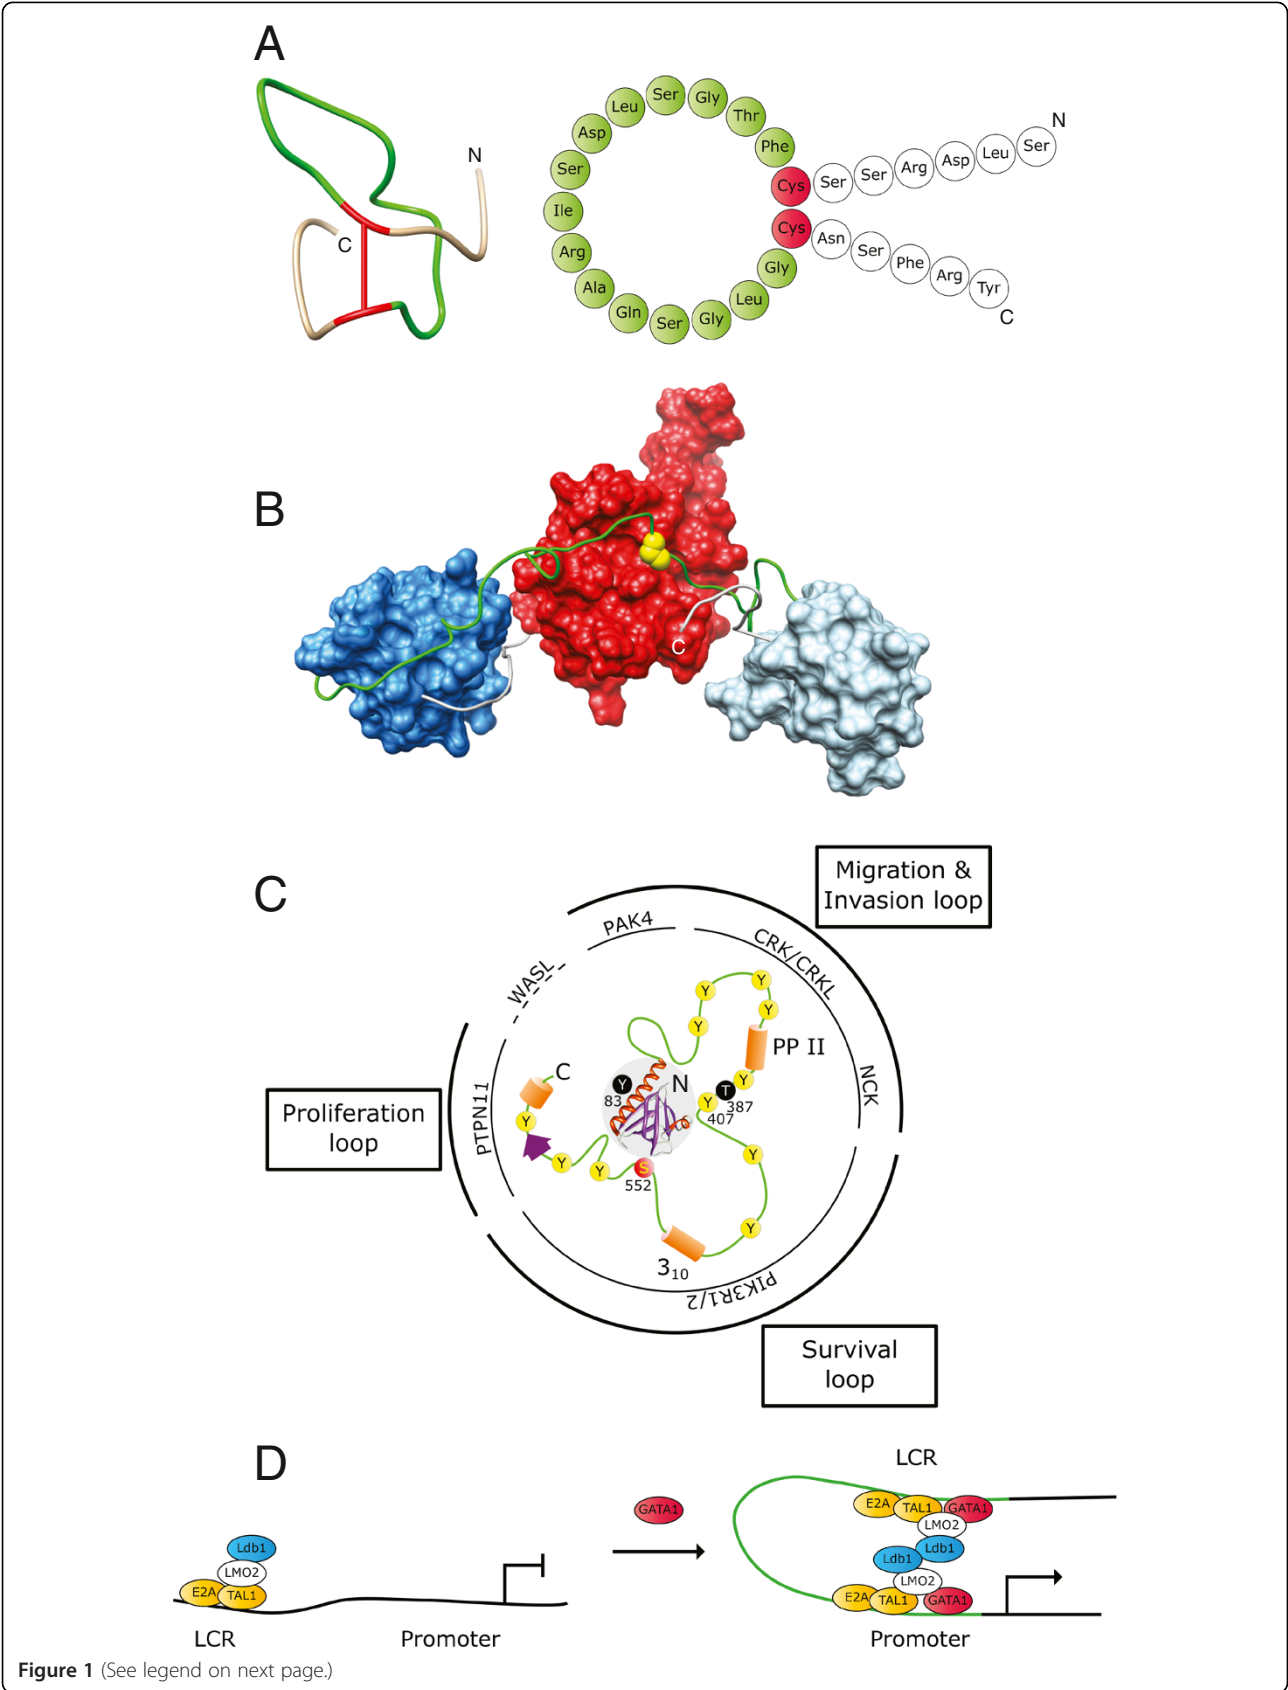 A
N
C
Leu
Ser
Gly
Thr
Asp
Phe
Ser
Cys
Ser
Ser
Arg
Asp
Leu
Ser
N
Ile
Cys
Asn
Ser
Phe
Arg
Tyr
C
Arg
Gly
Ala
Leu
Gln
Ser
Gly
B
C
C
Migration &
Invasion loop
PAK4
CRK/CRKL
WASL
NCK
PTPN11
PIK3R1/2
Y
Y
Y
Y
PP II
C
Y
83
N
Y
T
387
Y
407
Y
Y
Y
S
552
Y
Y
3₁₀
Proliferation
loop
Survival
loop
D
LCR
GATA1
E2A
TAL1
GATA1
LMO2
Ldb1
Ldb1
LMO2
E2A
TAL1
GATA1
Ldb1
LMO2
E2A
TAL1
LCR
Promoter
Promoter
Figure 1 (See legend on next page.)